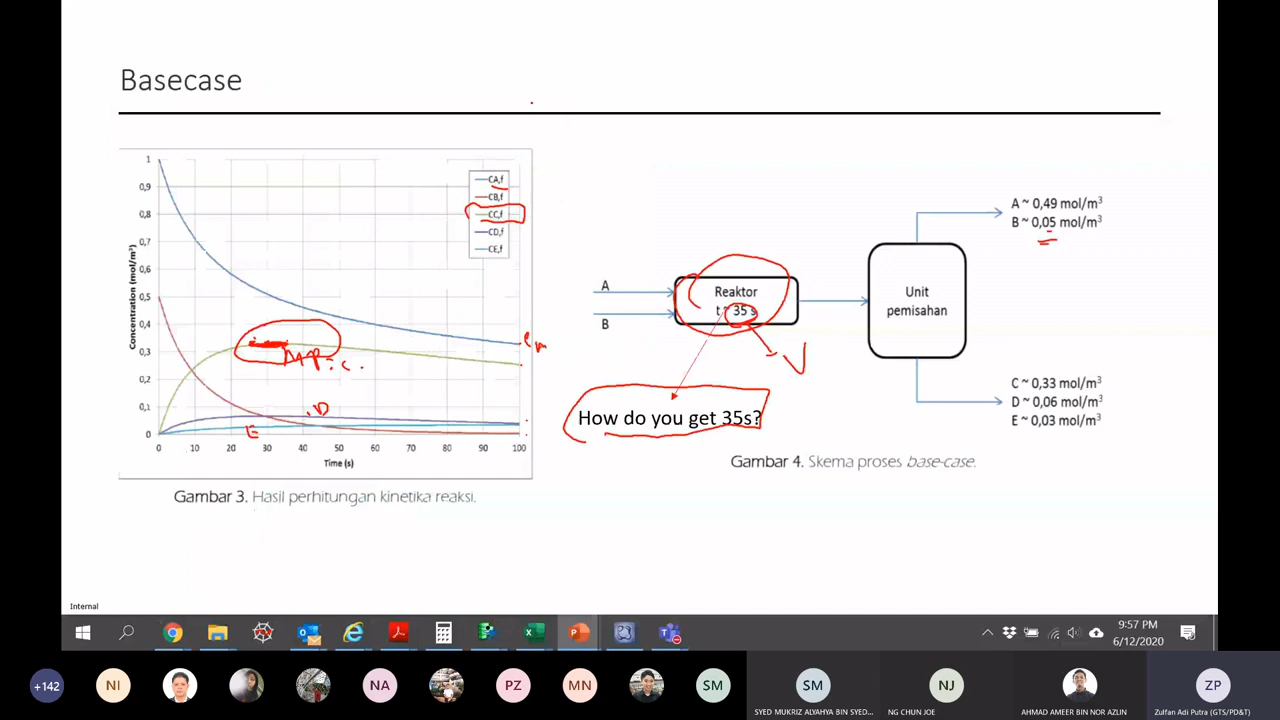 Basecase
1
0,9
0,8
0,7
0,6
0,5
0,4
0,3
0,2
0,1
0
Concentration (mol/m³)
0 10 20 30 40 50 60 70 80 90 100
Time (s)
CA,f
CB,f
CC,f
CD,f
CE,f
D
E
Gambar 3. Hasil perhitungan kinetika reaksi.
A
B
Reaktor
t ~ 35 s
V
How do you get 35s?
Unit
pemisahan
A ~ 0,49 mol/m³
B ~ 0,05 mol/m³
C ~ 0,33 mol/m³
D ~ 0,06 mol/m³
E ~ 0,03 mol/m³
Gambar 4. Skema proses base-case.
Internal
9:57 PM
6/12/2020
+142
NI
NA
PZ
MN
SM
SM
SYED MUKRIZ ALYAHYA BIN SYED...
NJ
NG CHUN JOE
AHMAD AMEER BIN NOR AZLIN
ZP
Zulfan Adi Putra (GTS/PD&T)